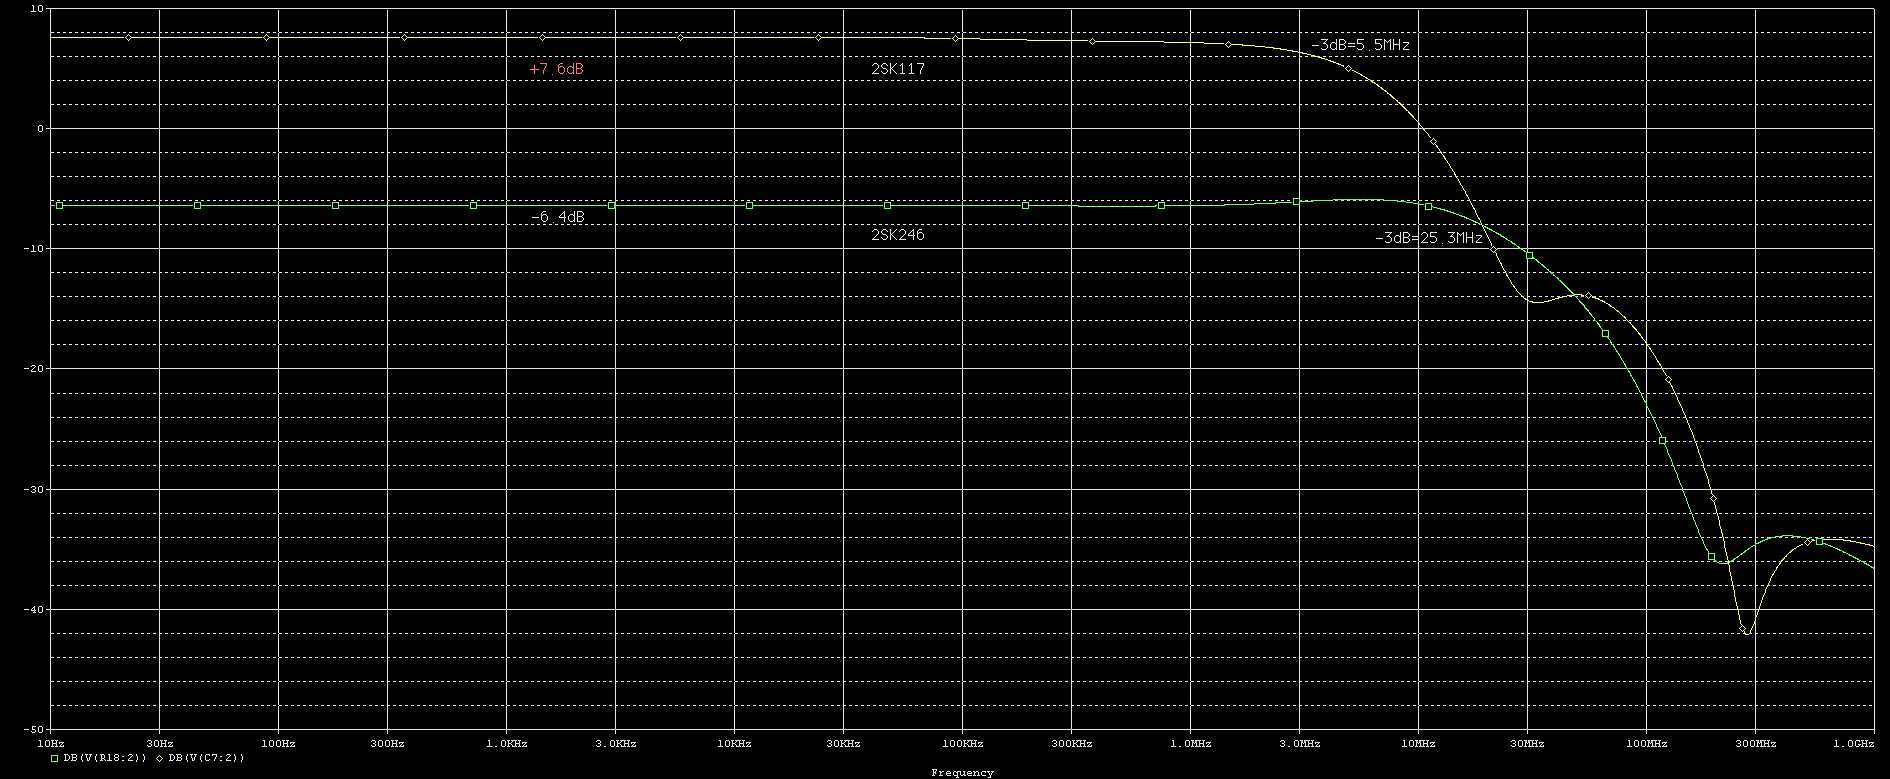 10
-3dB=5.5MHz
+7.6dB
2SK117
0
-6.4dB
2SK246
-3dB=25.3MHz
-10
-20
-30
-40
-50
10Hz 30Hz 100Hz 300Hz 1.0KHz 3.0KHz 10KHz 30KHz 100KHz 300KHz 1.0MHz 3.0MHz 10MHz 30MHz 100MHz 300MHz 1.0GHz
DB(V(R18:2)) DB(V(C7:2))
Frequency